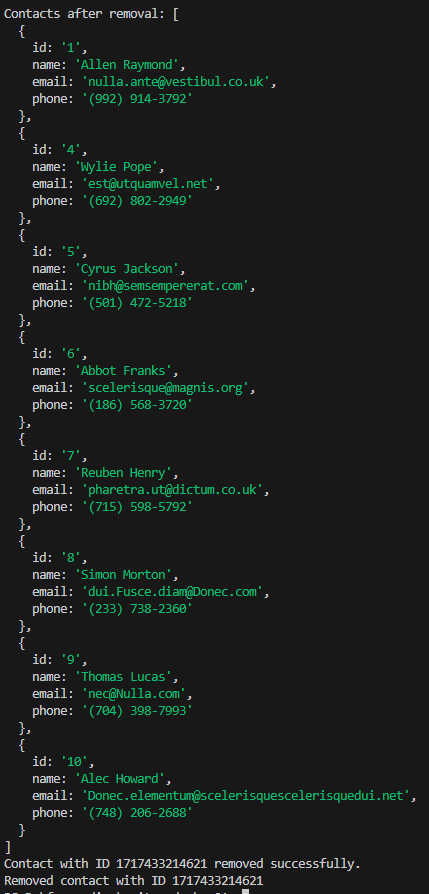 Contacts after removal: [
  {
    id: '1',
    name: 'Allen Raymond',
    email: 'nulla.ante@vestibul.co.uk',
    phone: '(992) 914-3792'
  },
  {
    id: '4',
    name: 'Wylie Pope',
    email: 'est@utquamvel.net',
    phone: '(692) 802-2949'
  },
  {
    id: '5',
    name: 'Cyrus Jackson',
    email: 'nibh@semsempererat.com',
    phone: '(501) 472-5218'
  },
  {
    id: '6',
    name: 'Abbot Franks',
    email: 'scelerisque@magnis.org',
    phone: '(186) 568-3720'
  },
  {
    id: '7',
    name: 'Reuben Henry',
    email: 'pharetra.ut@dictum.co.uk',
    phone: '(715) 598-5792'
  },
  {
    id: '8',
    name: 'Simon Morton',
    email: 'dui.Fusce.diam@Donec.com',
    phone: '(233) 738-2360'
  },
  {
    id: '9',
    name: 'Thomas Lucas',
    email: 'nec@Nulla.com',
    phone: '(704) 398-7993'
  },
  {
    id: '10',
    name: 'Alec Howard',
    email: 'Donec.elementum@scelerisquescelerisquedui.net',
    phone: '(748) 206-2688'
  }
]
Contact with ID 1717433214621 removed successfully.
Removed contact with ID 1717433214621